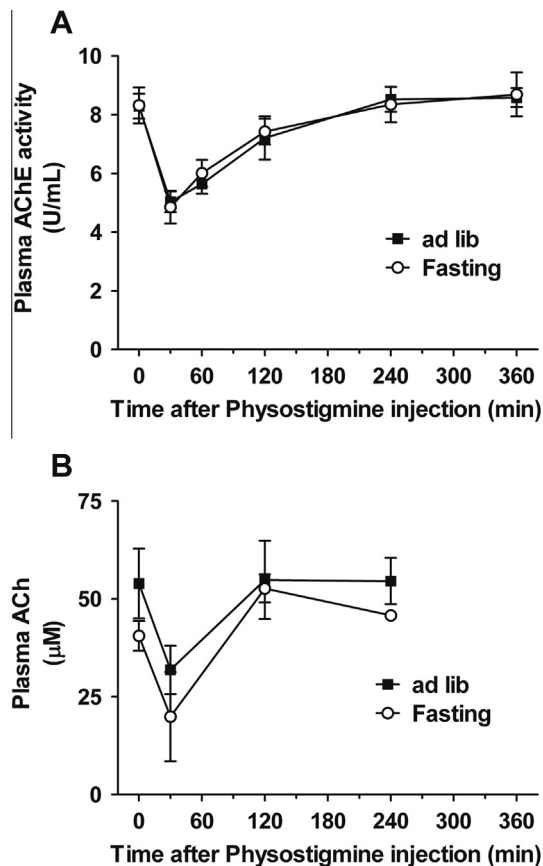 A
Plasma AChE activity
(U/mL)
10
8
6
4
2
0
ad lib
Fasting
0 60 120 180 240 300 360
Time after Physostigmine injection (min)
B
Plasma ACh
(μM)
75
50
25
0
ad lib
Fasting
0 60 120 180 240 300 360
Time after Physostigmine injection (min)